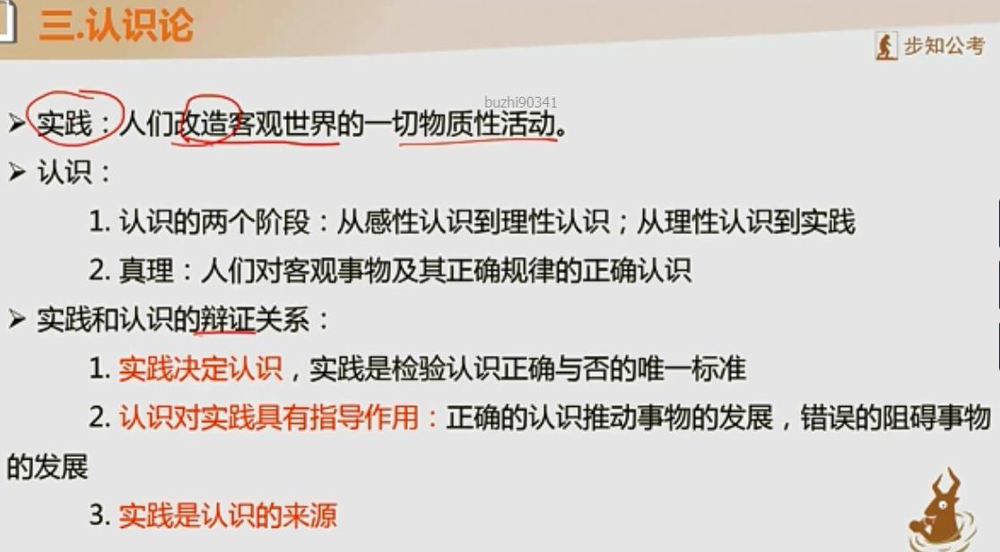 三.认识论
步知公考
buzhi90341
➢ 实践：人们改造客观世界的一切物质性活动。
➢ 认识：
1. 认识的两个阶段：从感性认识到理性认识；从理性认识到实践
2. 真理：人们对客观事物及其正确规律的正确认识
➢ 实践和认识的辩证关系：
1. 实践决定认识，实践是检验认识正确与否的唯一标准
2. 认识对实践具有指导作用：正确的认识推动事物的发展，错误的阻碍事物
的发展
3. 实践是认识的来源